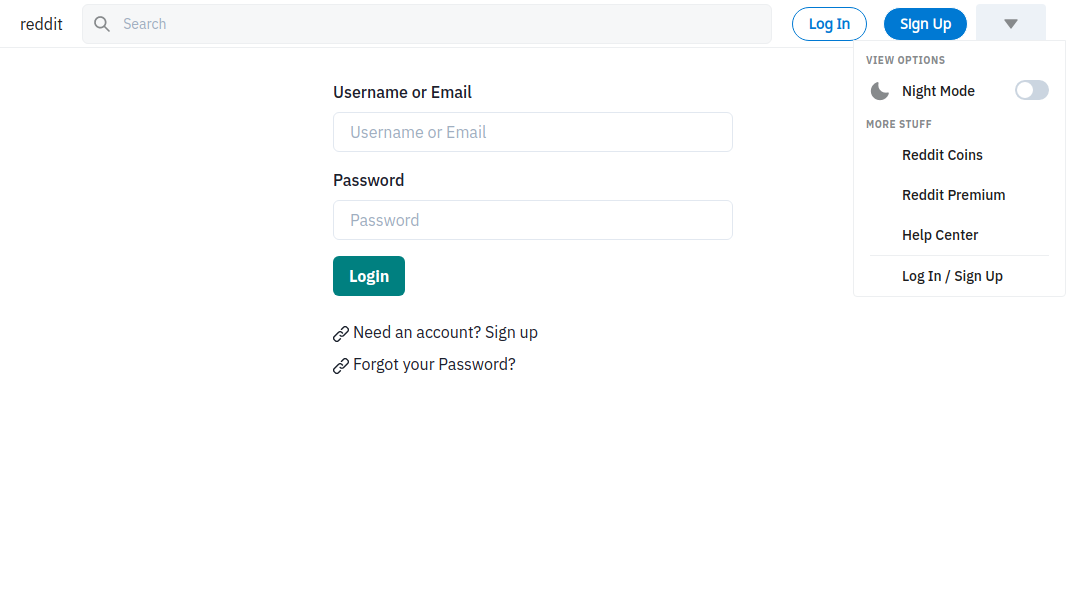 reddit
Search
Log In
Sign Up
VIEW OPTIONS
Night Mode
MORE STUFF
Reddit Coins
Reddit Premium
Help Center
Log In / Sign Up
Username or Email
Username or Email
Password
Password
Login
Need an account? Sign up
Forgot your Password?